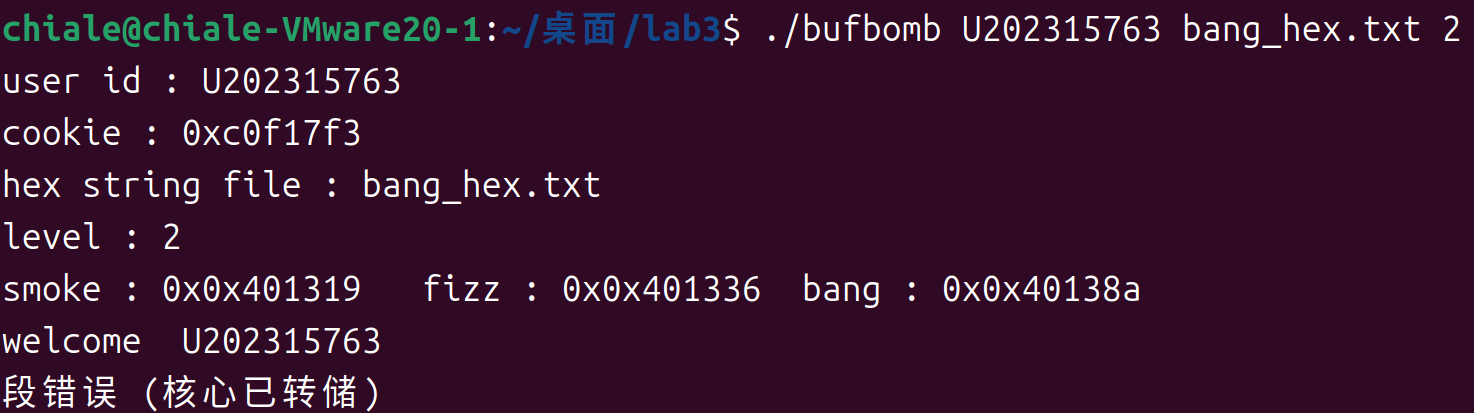 chiale@chiale-VMware20-1:~/桌面/lab3$ ./bufbomb U202315763 bang_hex.txt 2
user id : U202315763
cookie : 0xc0f17f3
hex string file : bang_hex.txt
level : 2
smoke : 0x0x401319   fizz : 0x0x401336  bang : 0x0x40138a
welcome  U202315763
段错误 (核心已转储)